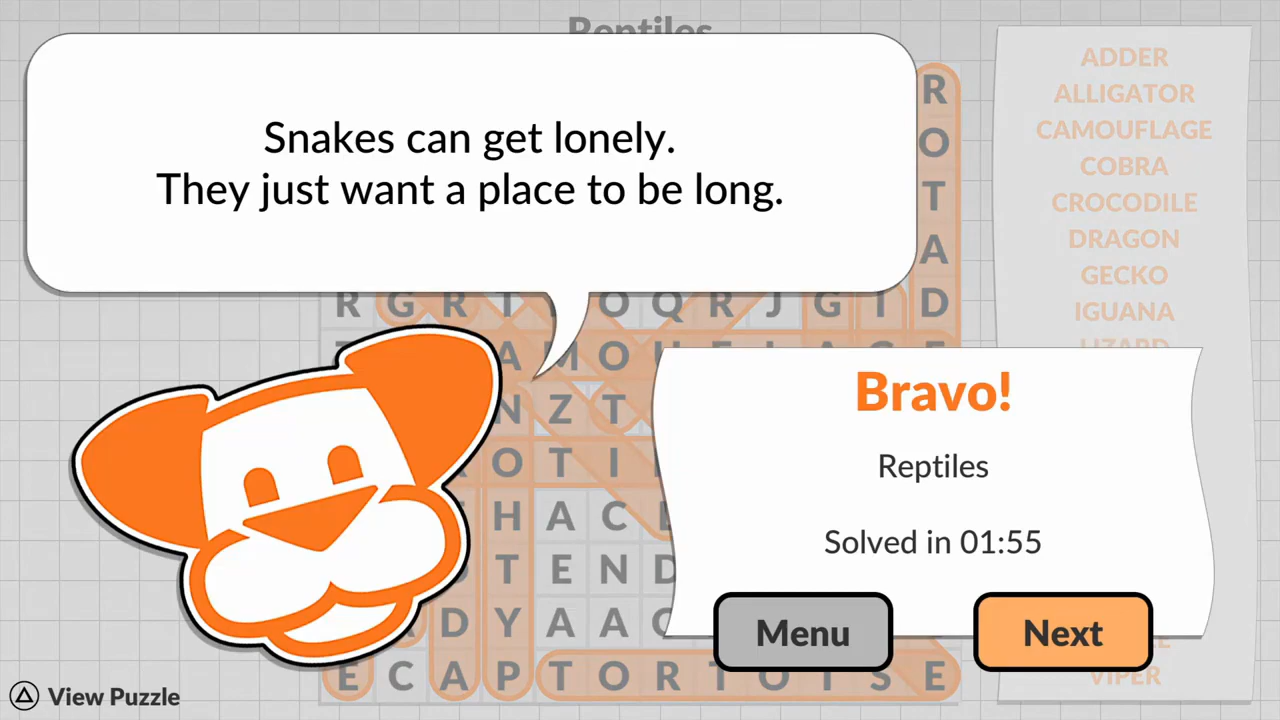 Reptiles
Snakes can get lonely.
They just want a place to be long.
R
O
T
A
R G R T O Q R J G I D
A M O U F L A G E
N Z T
O T I
H A C
T E N D
D Y A A
E C A P T O R T O I S E
ADDER
ALLIGATOR
CAMOUFLAGE
COBRA
CROCODILE
DRAGON
GECKO
IGUANA
LIZARD
VIPER
Bravo!
Reptiles
Solved in 01:55
Menu
Next
View Puzzle